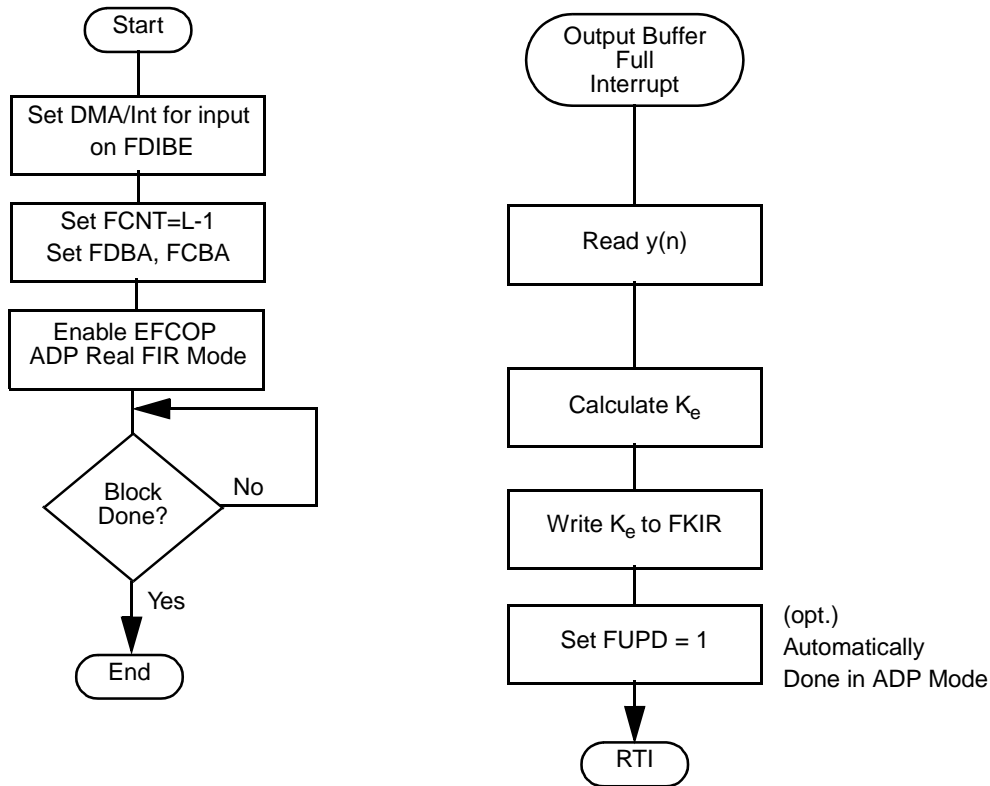 Start
Set DMA/Int for input
on FDIBE
Set FCNT=L-1
Set FDBA, FCBA
Enable EFCOP
ADP Real FIR Mode
Block
Done?
No
Yes
End
Output Buffer
Full
Interrupt
Read y(n)
Calculate Ke
Write Ke to FKIR
Set FUPD = 1
(opt.)
Automatically
Done in ADP Mode
RTI